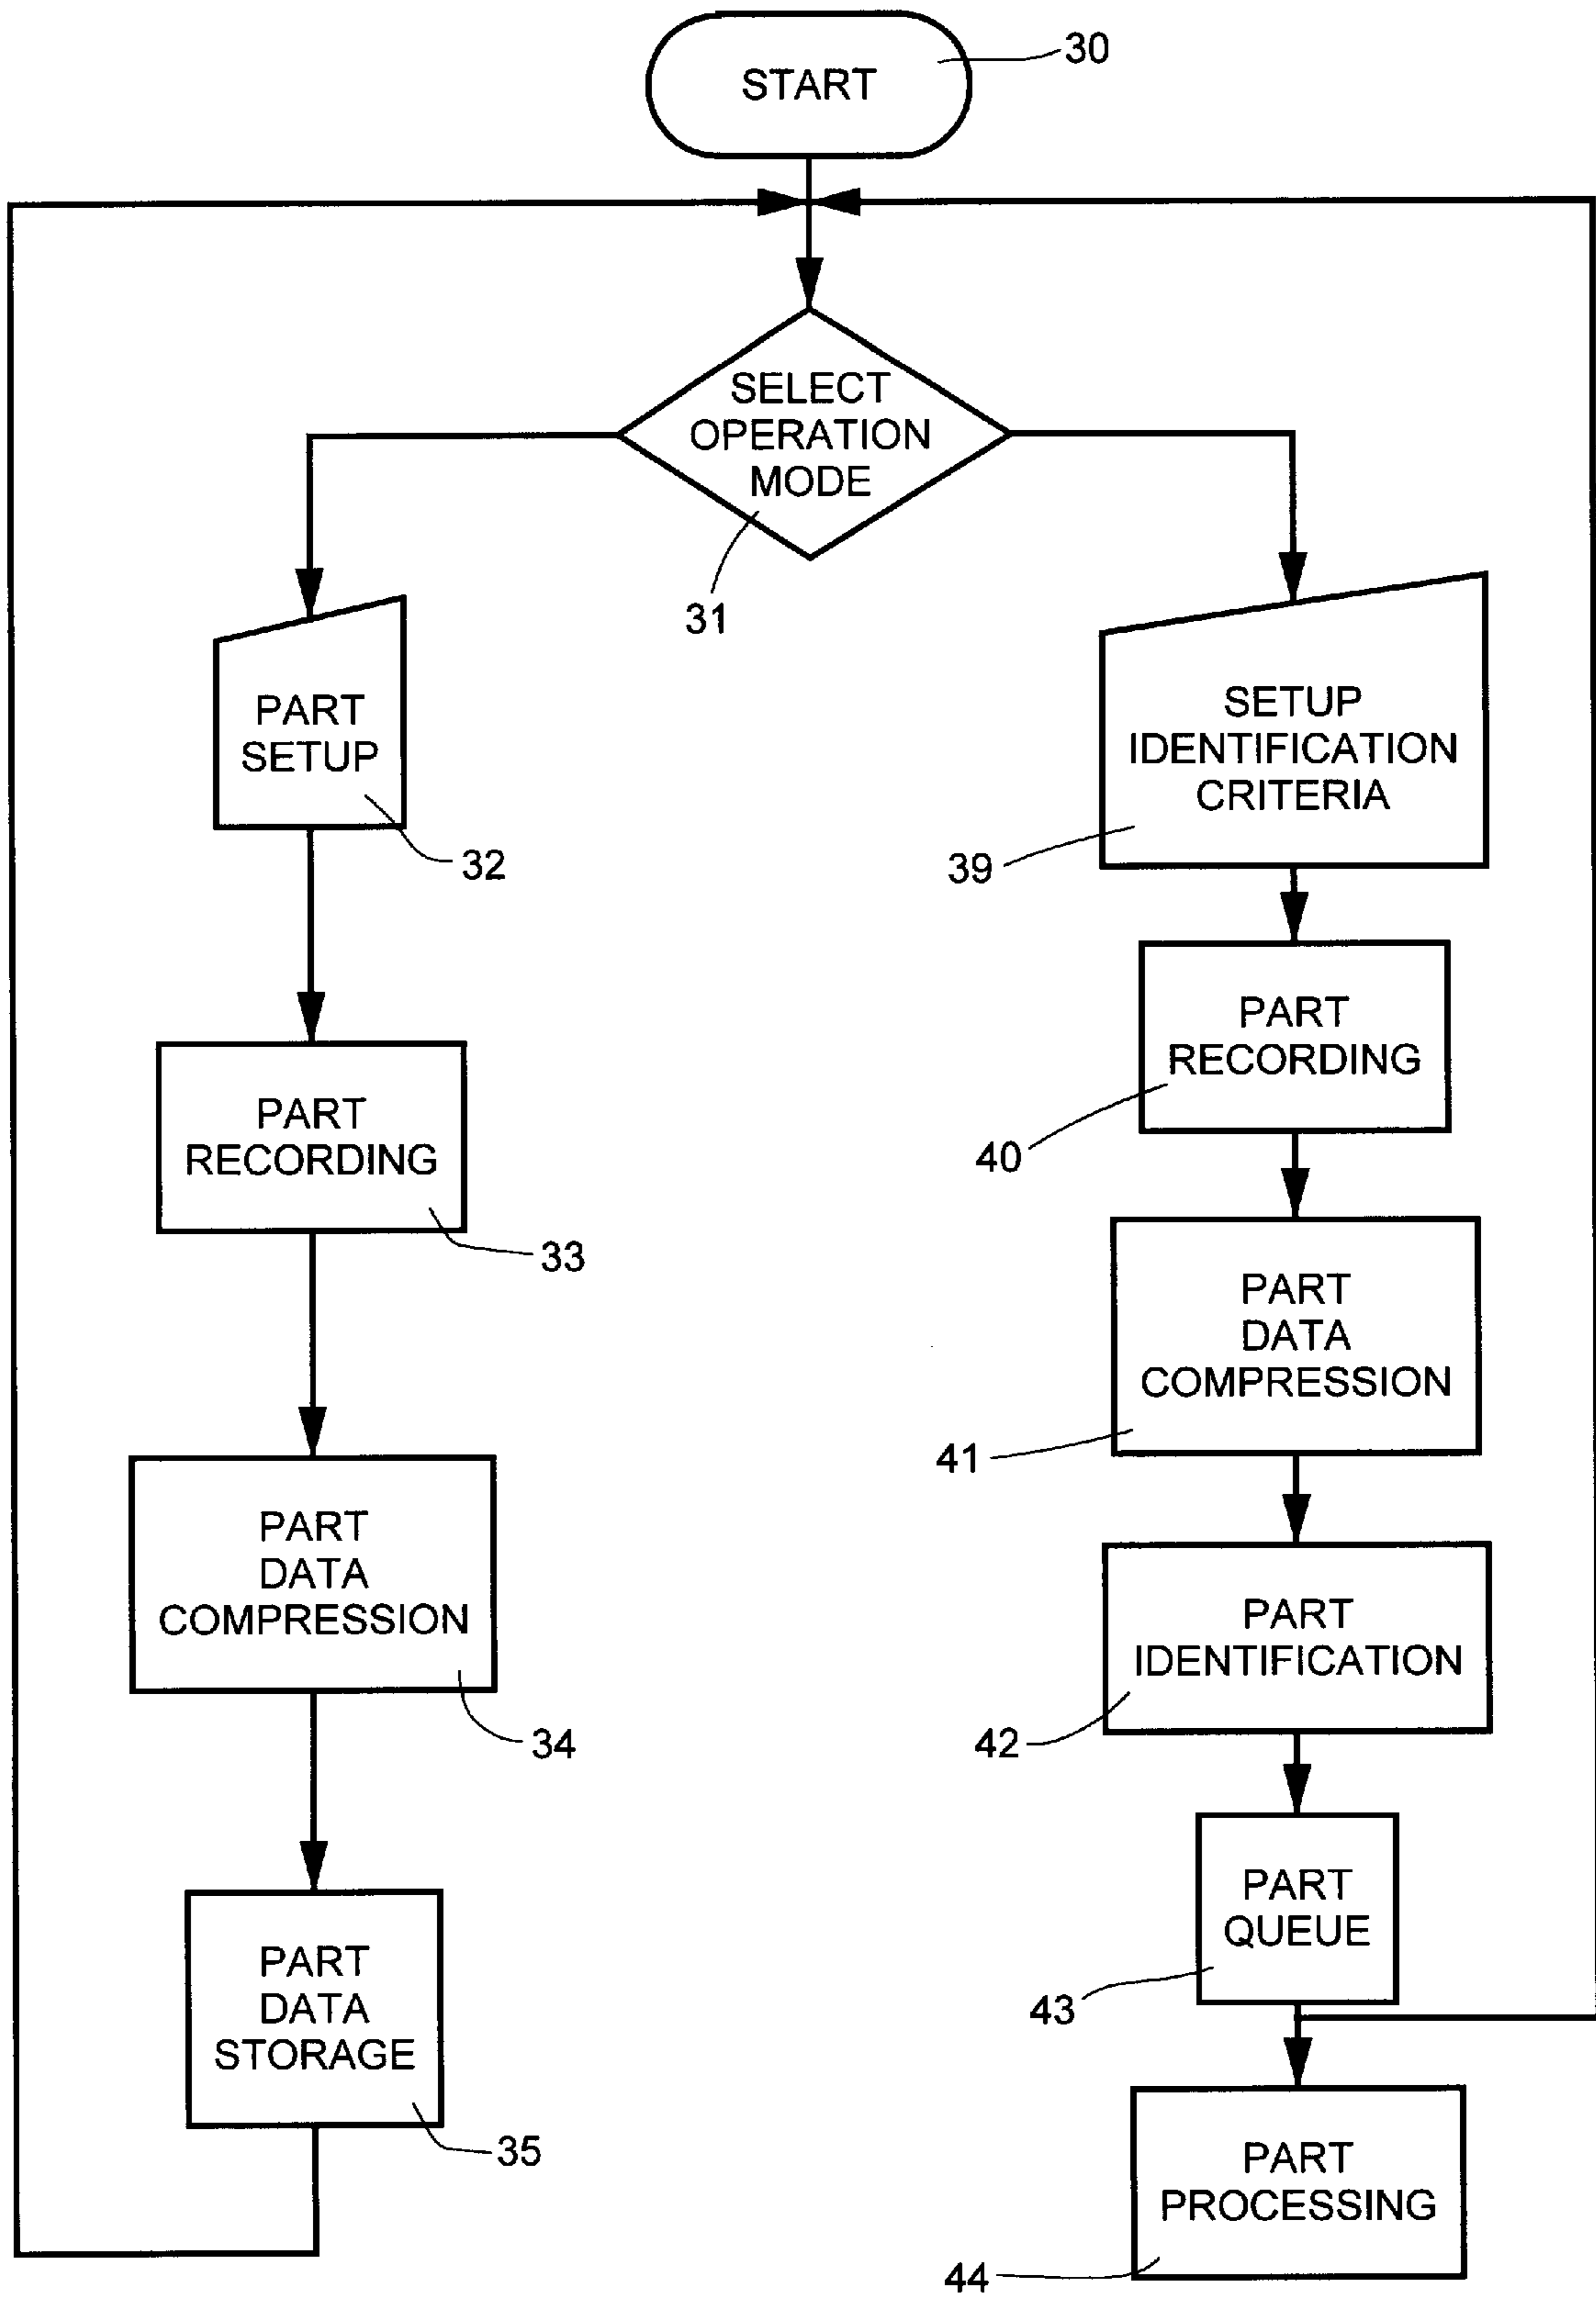 START
30
SELECT
OPERATION
MODE
31
PART
SETUP
32
PART
RECORDING
33
PART
DATA
COMPRESSION
34
PART
DATA
STORAGE
35
SETUP
IDENTIFICATION
CRITERIA
39
PART
RECORDING
40
PART
DATA
COMPRESSION
41
PART
IDENTIFICATION
42
PART
QUEUE
43
PART
PROCESSING
44